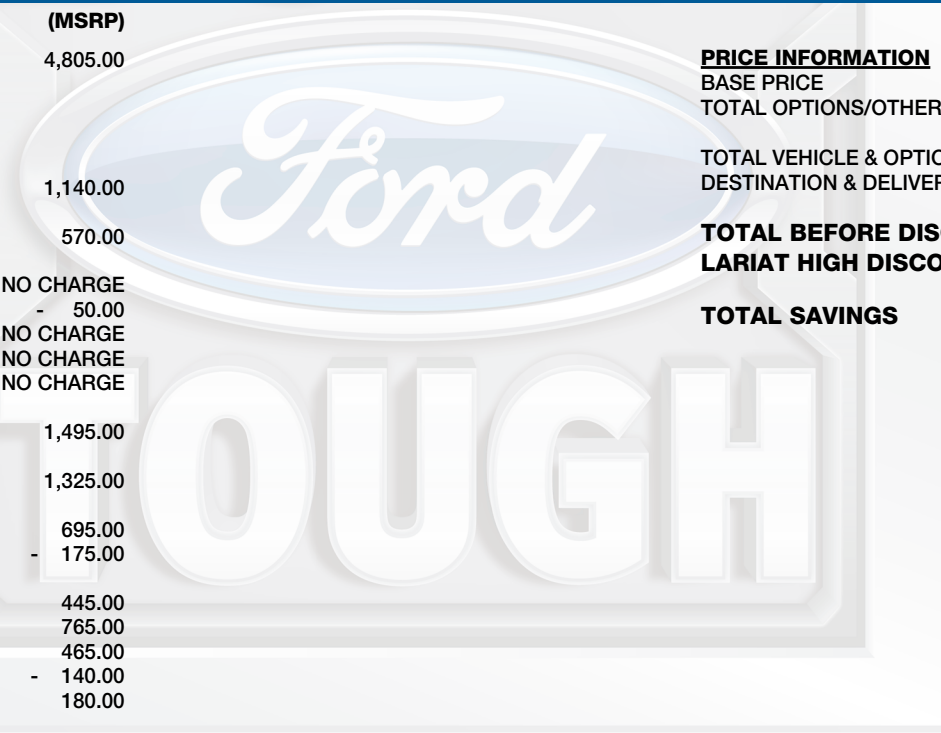 (MSRP)
4,805.00
1,140.00
570.00
NO CHARGE
- 50.00
NO CHARGE
NO CHARGE
NO CHARGE
1,495.00
1,325.00
695.00
- 175.00
445.00
765.00
465.00
- 140.00
180.00
PRICE INFORMATION
BASE PRICE
TOTAL OPTIONS/OTHER
TOTAL VEHICLE & OPTIO
DESTINATION & DELIVER
TOTAL BEFORE DISC
LARIAT HIGH DISCO
TOTAL SAVINGS
Ford
TOUGH